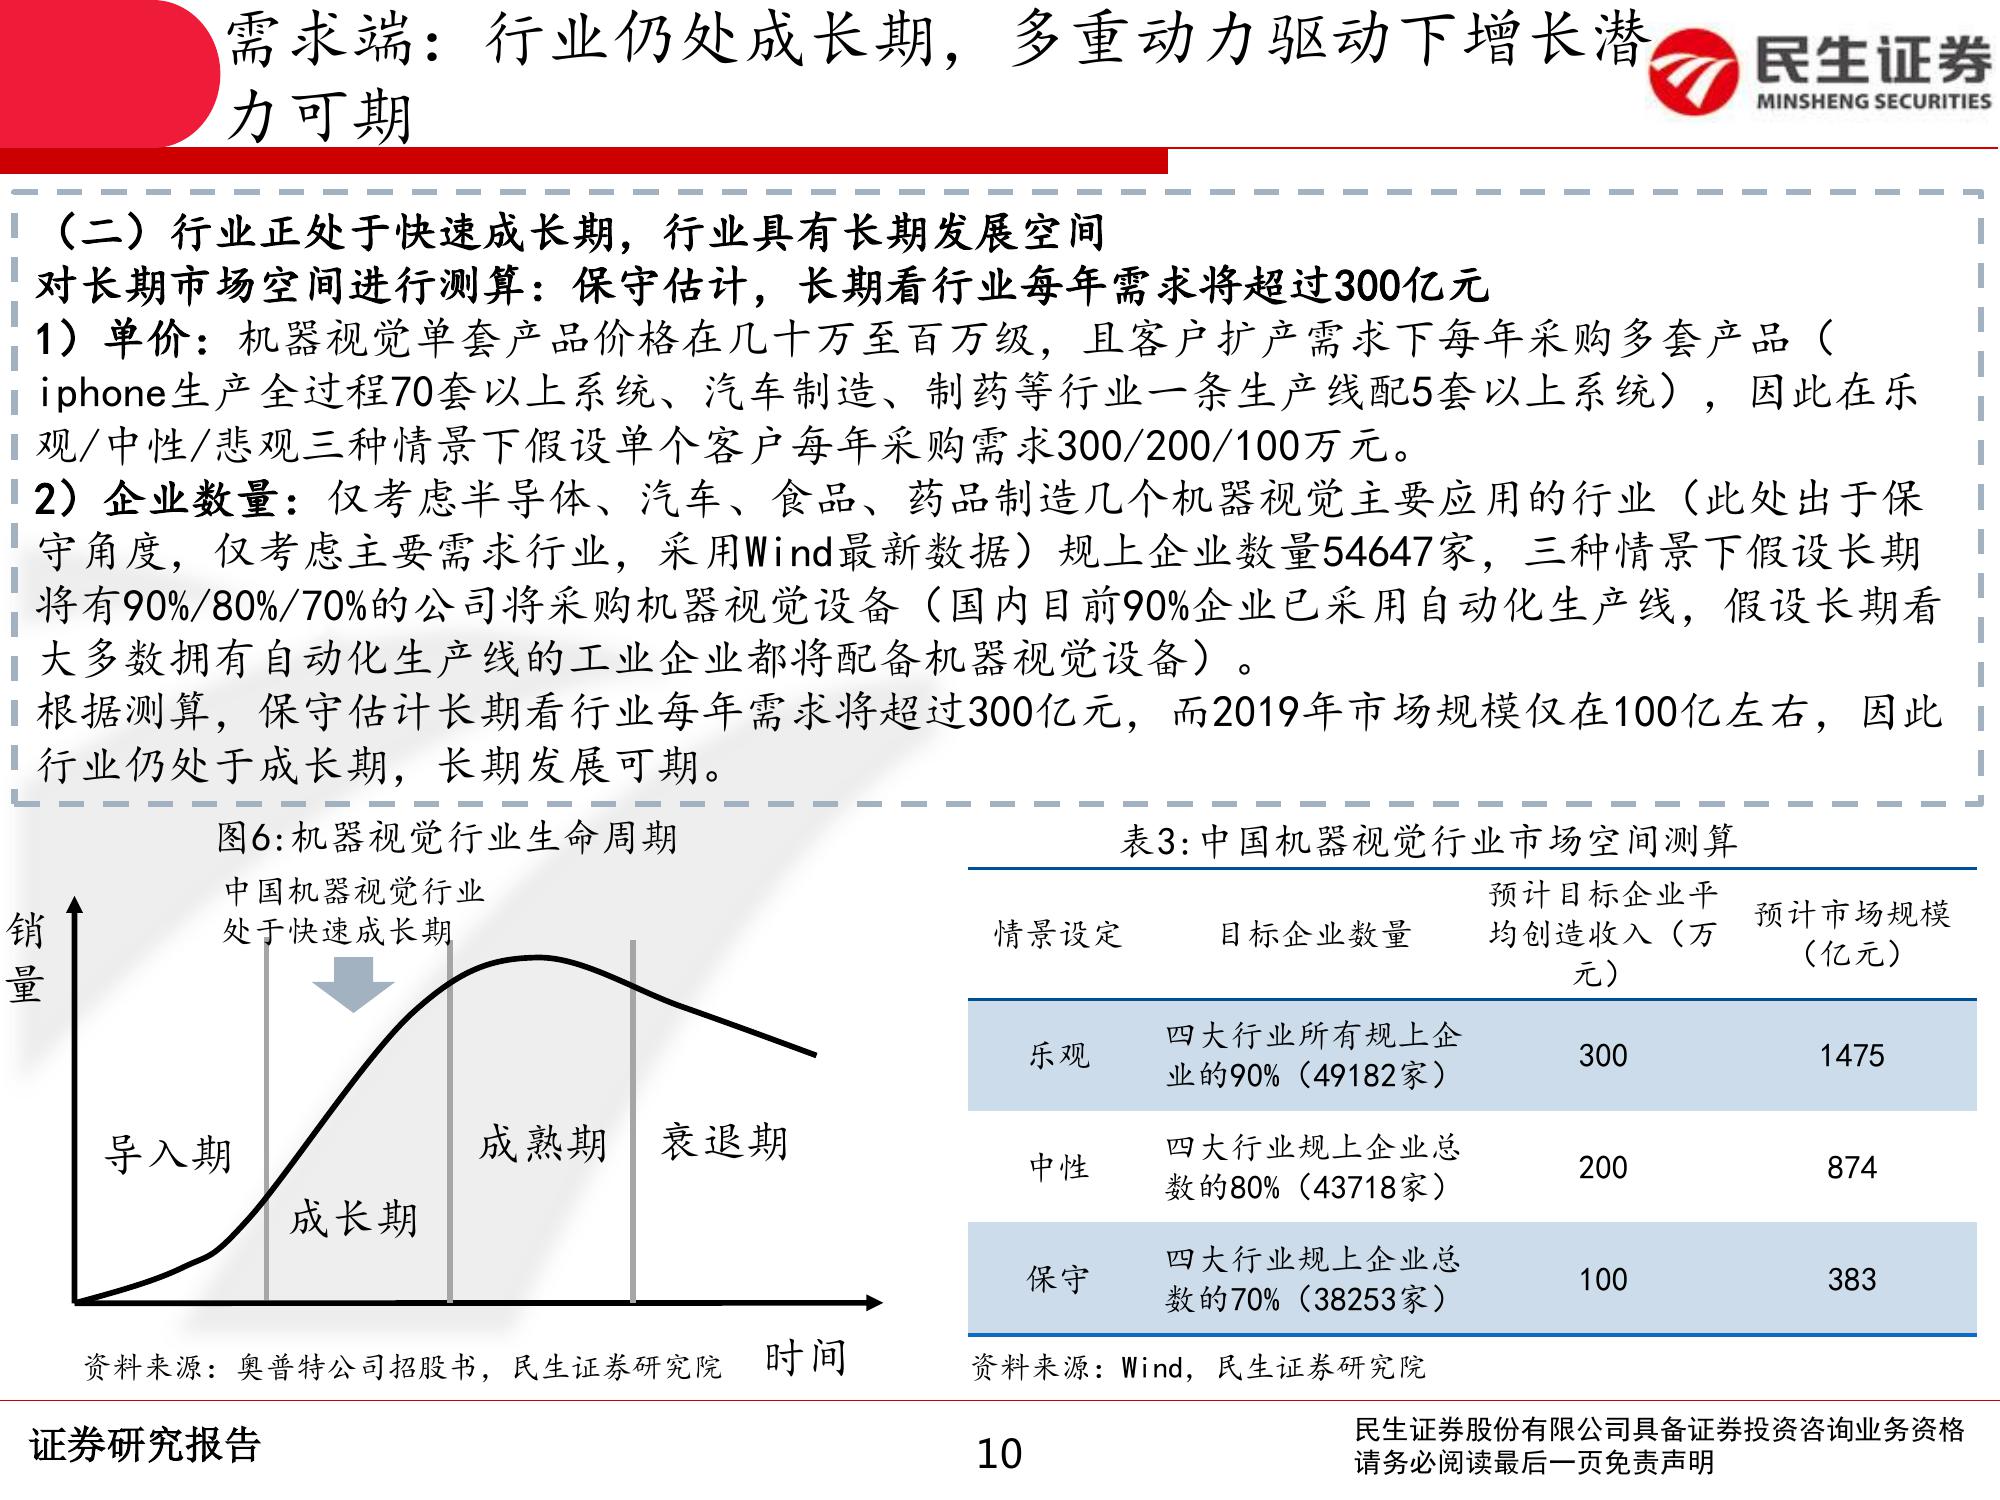 需求端：行业仍处成长期，多重动力驱动下增长潜
力可期
民生证券
MINSHENG SECURITIES
（二）行业正处于快速成长期，行业具有长期发展空间
对长期市场空间进行测算：保守估计，长期看行业每年需求将超过300亿元
1）单价：机器视觉单套产品价格在几十万至百万级，且客户扩产需求下每年采购多套产品（
iphone生产全过程70套以上系统、汽车制造、制药等行业一条生产线配5套以上系统），因此在乐
观/中性/悲观三种情景下假设单个客户每年采购需求300/200/100万元。
2）企业数量：仅考虑半导体、汽车、食品、药品制造几个机器视觉主要应用的行业（此处出于保
守角度，仅考虑主要需求行业，采用Wind最新数据）规上企业数量54647家，三种情景下假设长期
将有90%/80%/70%的公司将采购机器视觉设备（国内目前90%企业已采用自动化生产线，假设长期看
大多数拥有自动化生产线的工业企业都将配备机器视觉设备）。
根据测算，保守估计长期看行业每年需求将超过300亿元，而2019年市场规模仅在100亿左右，因此
行业仍处于成长期，长期发展可期。
图6:机器视觉行业生命周期
中国机器视觉行业
处于快速成长期
销
量
导入期
成长期
成熟期
衰退期
时间
资料来源：奥普特公司招股书，民生证券研究院
表3:中国机器视觉行业市场空间测算
情景设定
目标企业数量
预计目标企业平
均创造收入（万
元）
预计市场规模
（亿元）
乐观
四大行业所有规上企
业的90%（49182家）
300
1475
中性
四大行业规上企业总
数的80%（43718家）
200
874
保守
四大行业规上企业总
数的70%（38253家）
100
383
资料来源：Wind，民生证券研究院
证券研究报告
10
民生证券股份有限公司具备证券投资咨询业务资格
请务必阅读最后一页免责声明